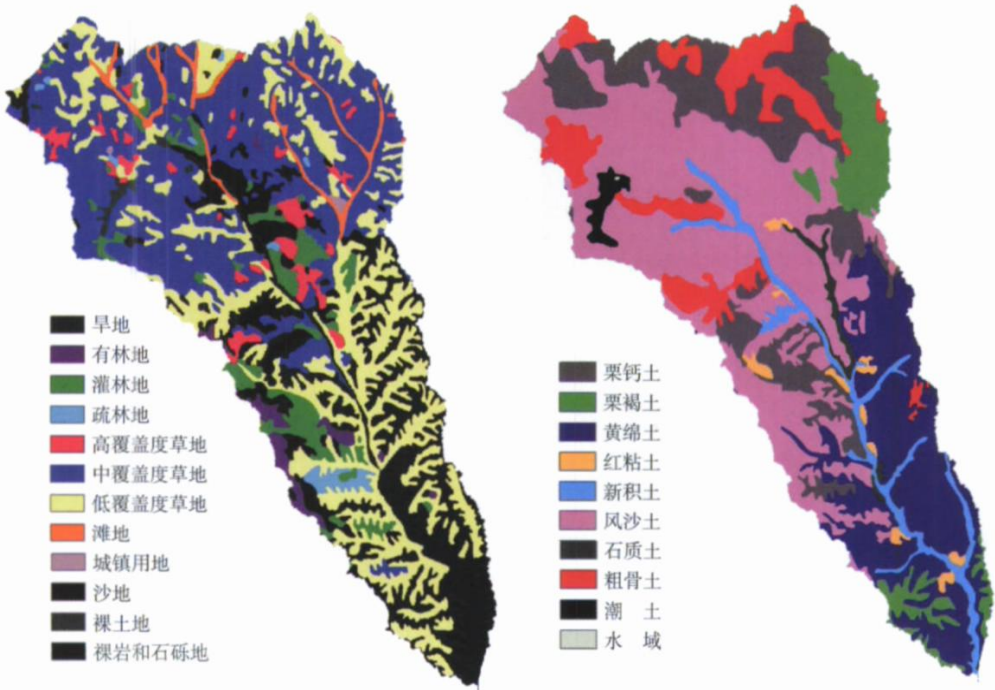 旱地
有林地
灌林地
疏林地
高覆盖度草地
中覆盖度草地
低覆盖度草地
滩地
城镇用地
沙地
裸土地
裸岩和石砾地
栗钙土
栗褐土
黄绵土
红粘土
新积土
风沙土
石质土
粗骨土
潮 土
水 域